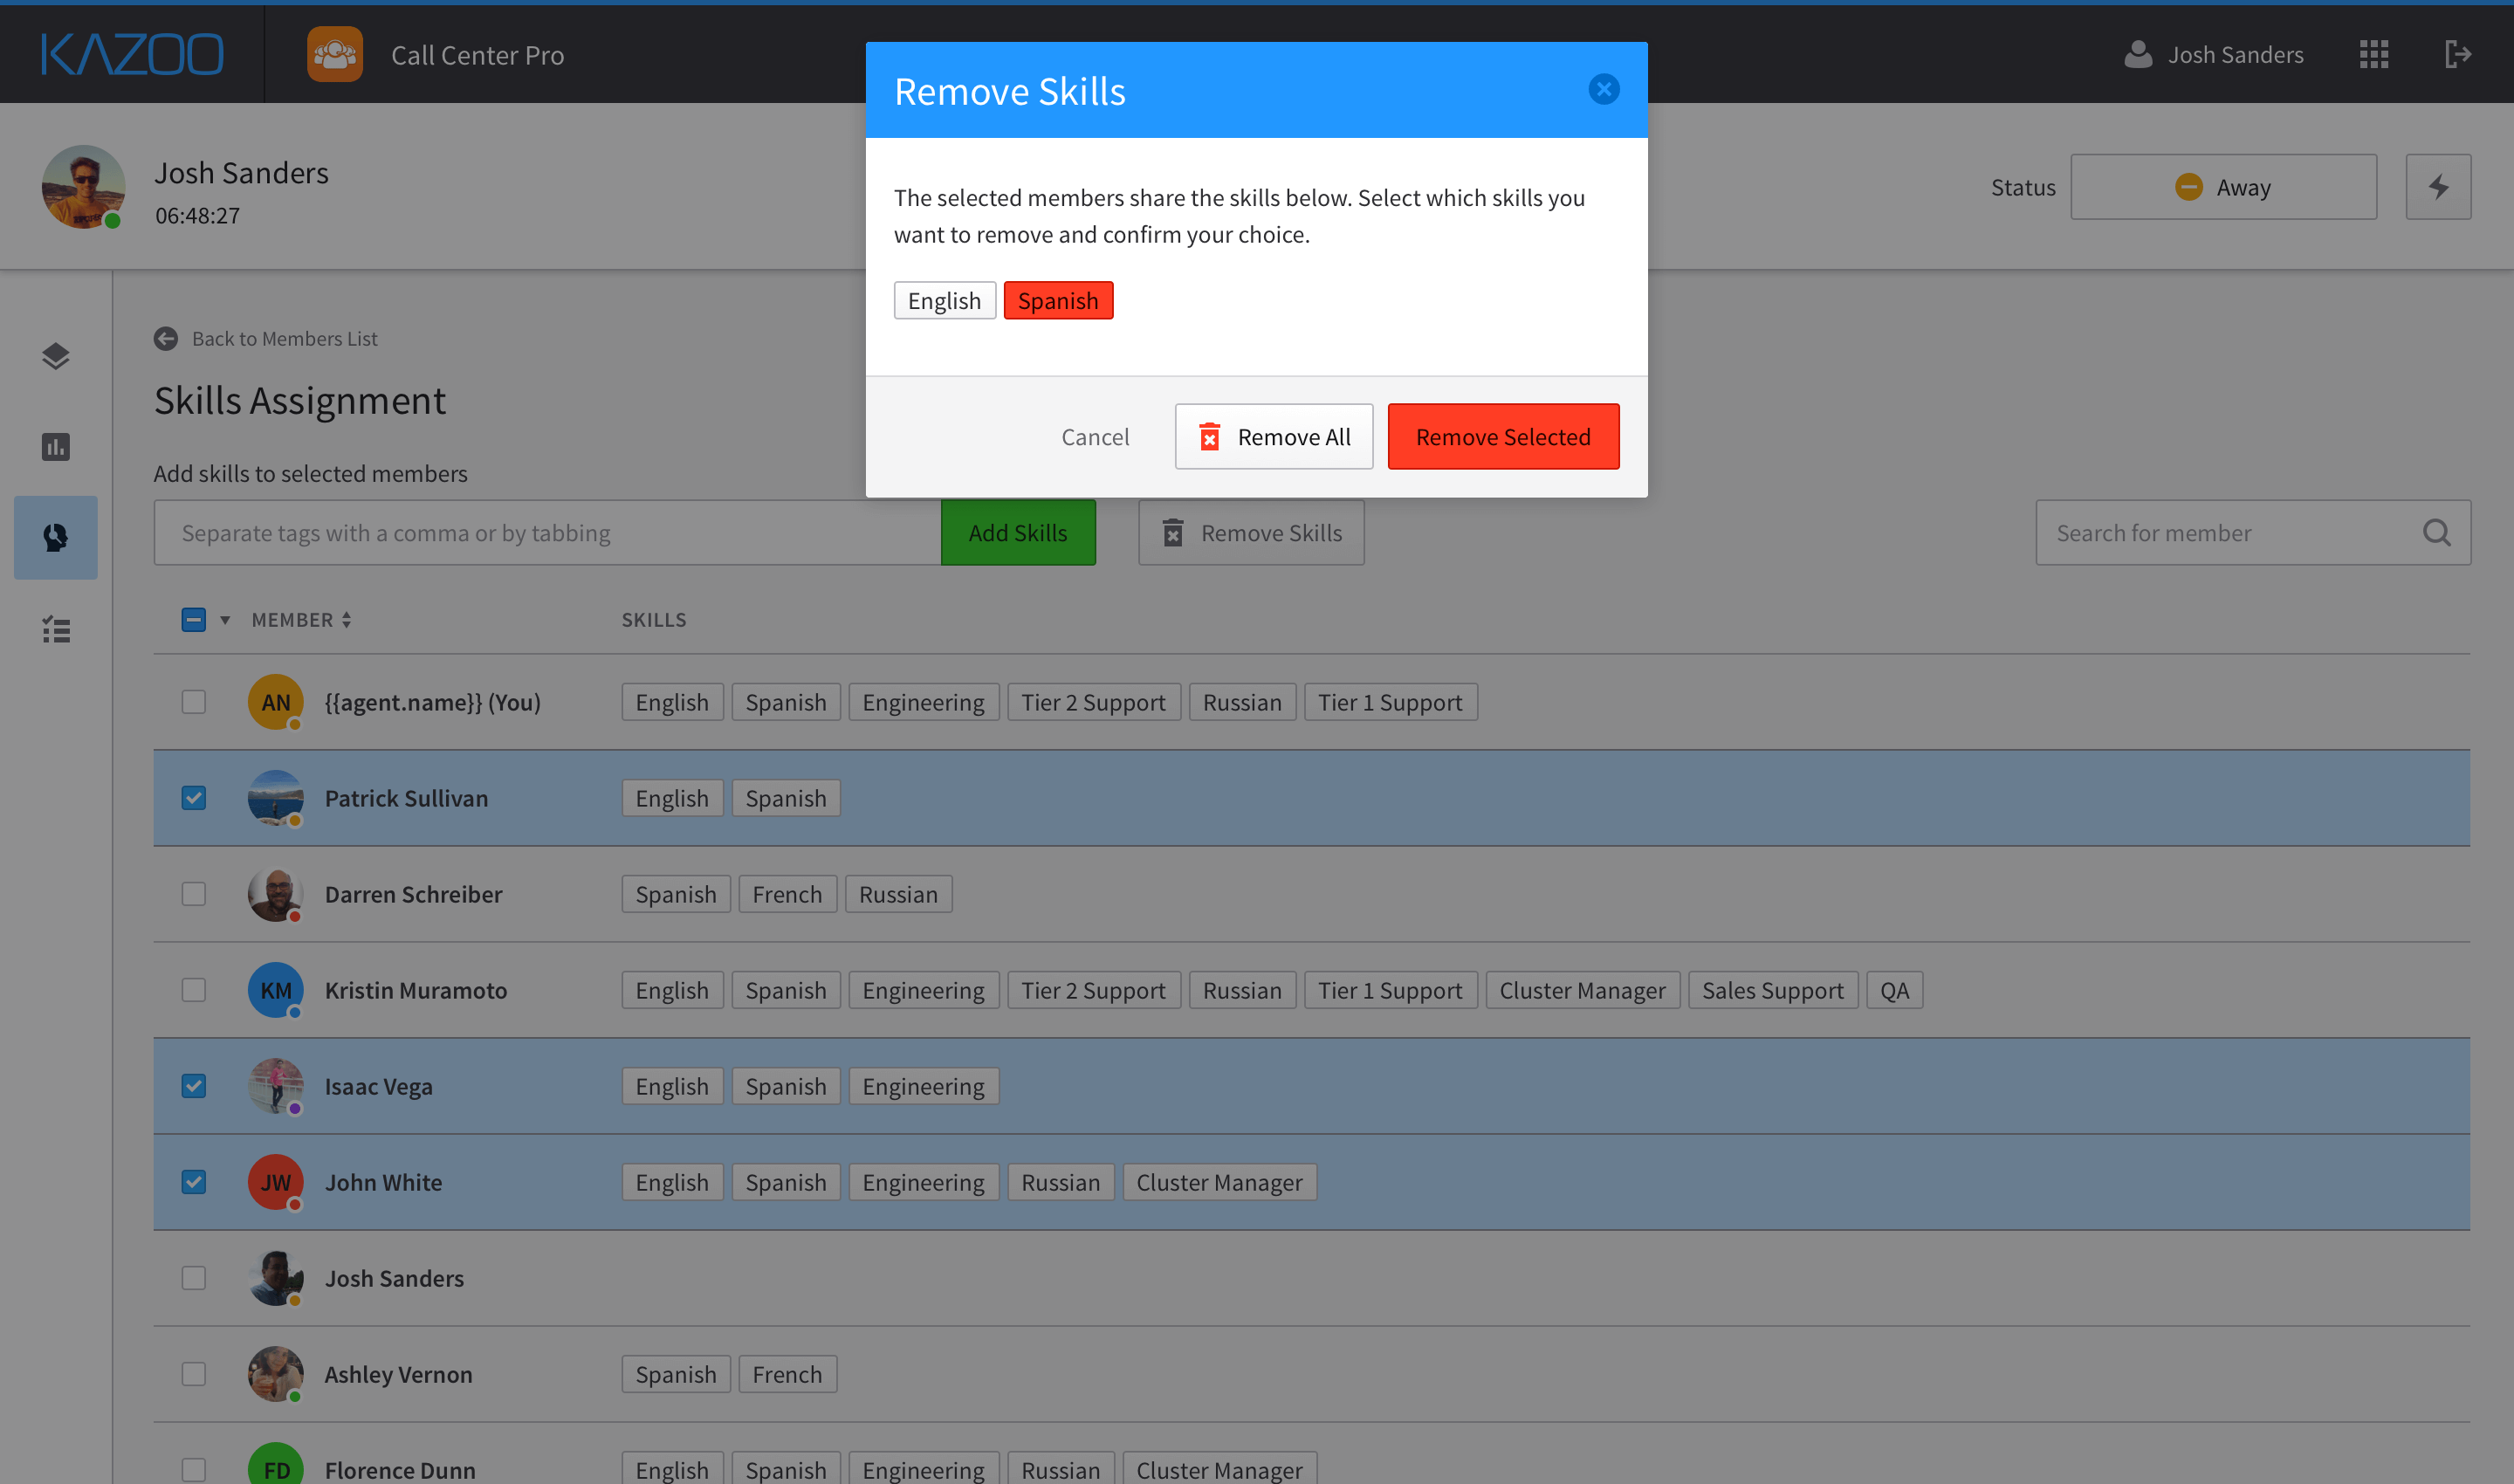 KAZOO
Call Center Pro
Josh Sanders
Remove Skills
The selected members share the skills below. Select which skills you
want to remove and confirm your choice.
English Spanish
Cancel Remove All Remove Selected
Josh Sanders
06:48:27
Status Away
Back to Members List
Skills Assignment
Add skills to selected members
Separate tags with a comma or by tabbing Add Skills Remove Skills Search for member
MEMBER SKILLS
AN {{agent.name}} (You) English Spanish Engineering Tier 2 Support Russian Tier 1 Support
Patrick Sullivan English Spanish
Darren Schreiber Spanish French Russian
KM Kristin Muramoto English Spanish Engineering Tier 2 Support Russian Tier 1 Support Cluster Manager Sales Support QA
Isaac Vega English Spanish Engineering
JW John White English Spanish Engineering Russian Cluster Manager
Josh Sanders
Ashley Vernon Spanish French
FD Florence Dunn English Spanish Engineering Russian Cluster Manager